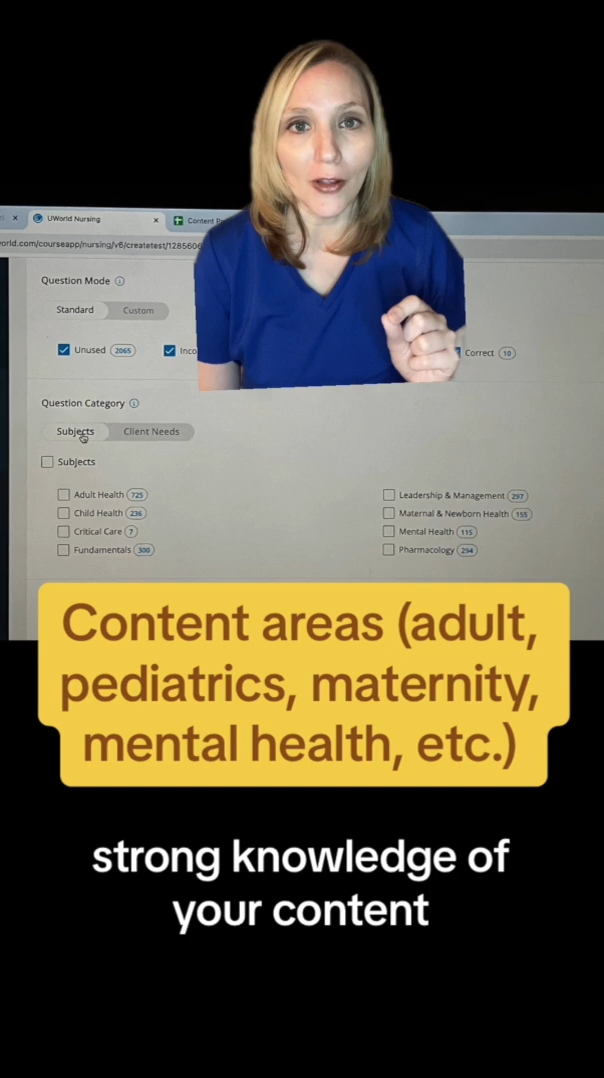 UWorld Nursing
Content
orld.com/courseapp/nursing/v6/createtest/1285606
Question Mode
Standard Custom
Unused 2065
Correct 10
Question Category
Subjects Client Needs
Subjects
Adult Health 725
Leadership & Management 297
Child Health 236
Maternal & Newborn Health 155
Critical Care 7
Mental Health 115
Fundamentals 300
Pharmacology 294
Content areas (adult,
pediatrics, maternity,
mental health, etc.)
strong knowledge of
your content